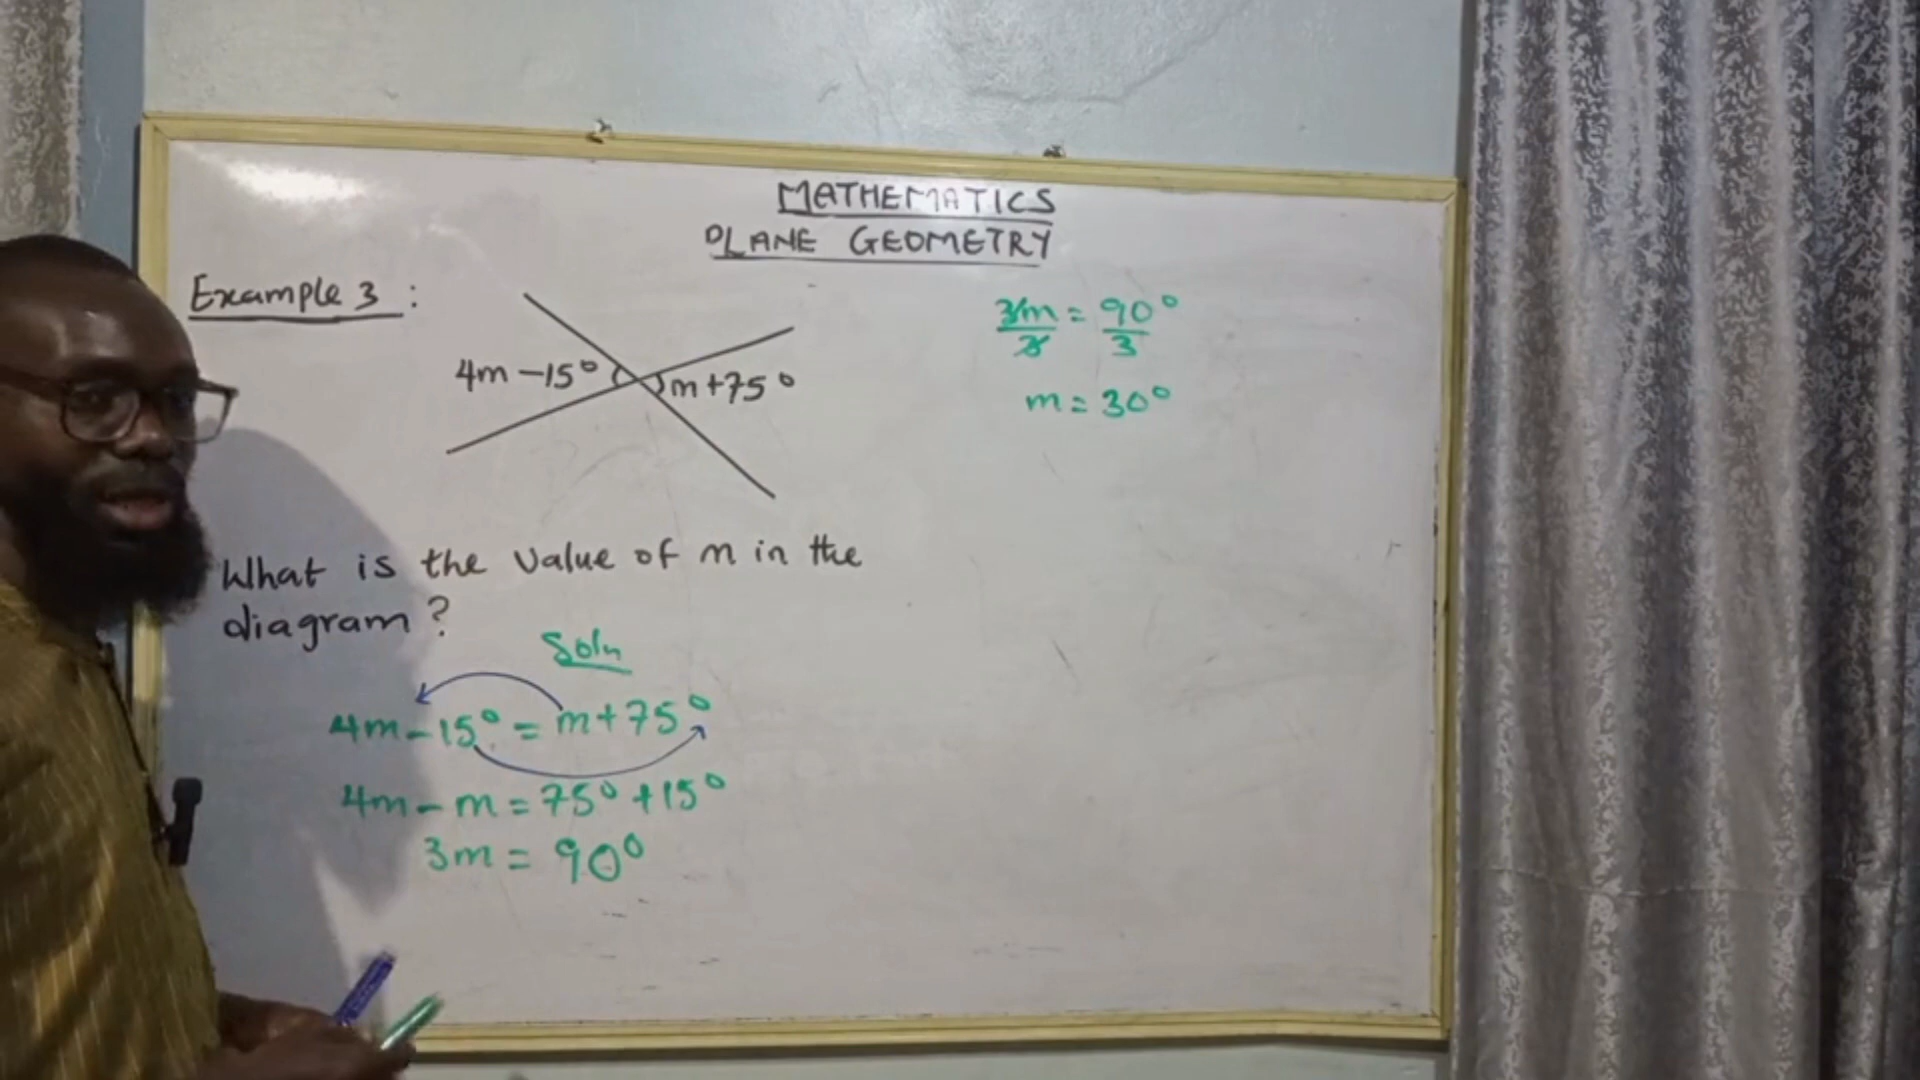 MATHEMATICS
PLANE GEOMETRY
Example 3 :
4m - 15°
m + 75°
What is the value of m in the
diagram?
Soln
4m - 15° = m + 75°
4m - m = 75° + 15°
3m = 90°
3m/3 = 90°/3
m = 30°